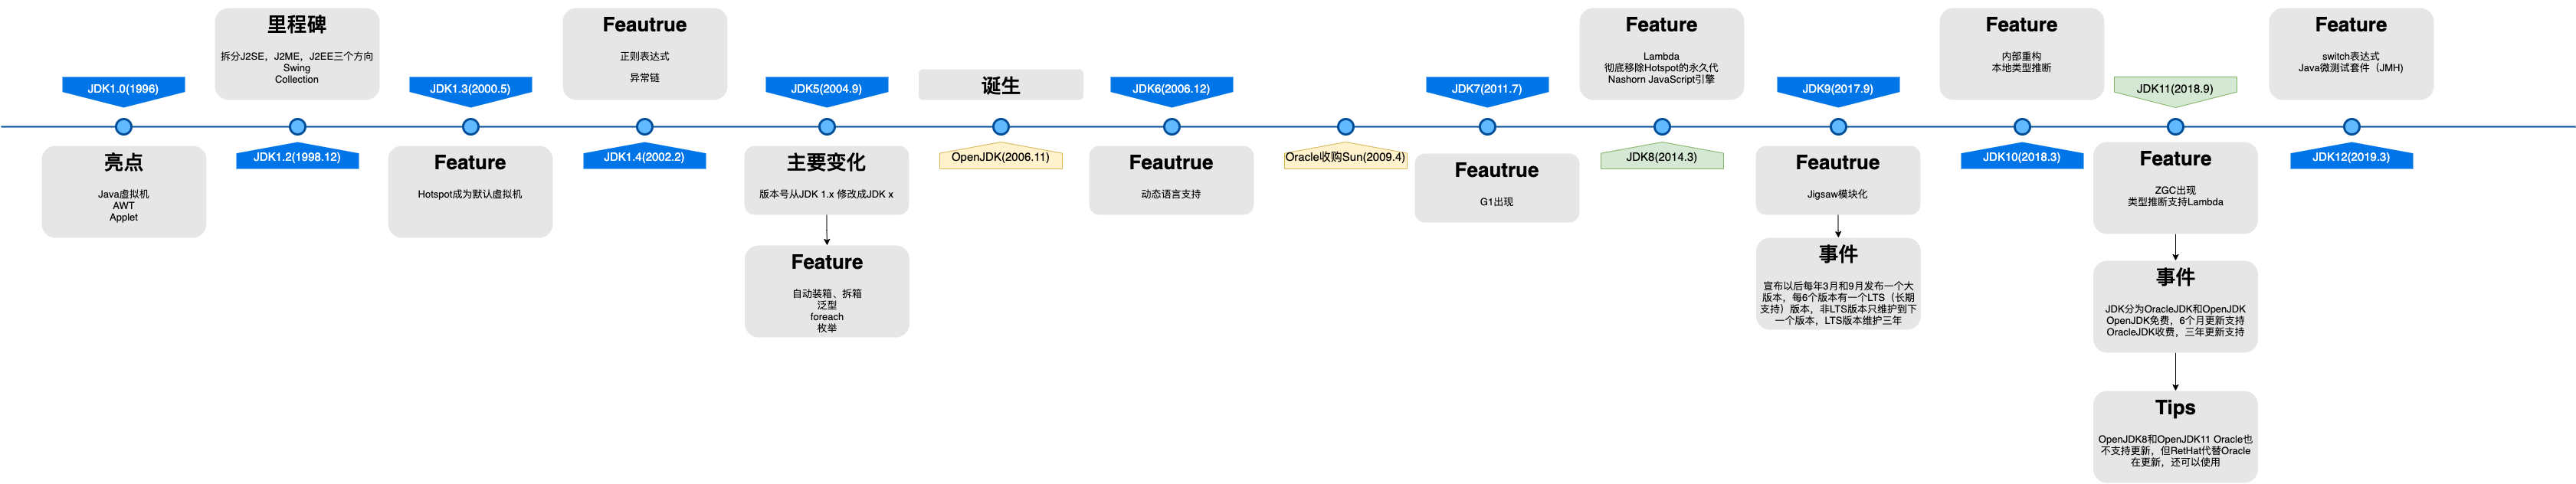 JDK1.0(1996)
亮点
Java虚拟机
AWT
Applet
里程碑
拆分J2SE，J2ME，J2EE三个方向
Swing
Collection
JDK1.2(1998.12)
JDK1.3(2000.5)
Feature
Hotspot成为默认虚拟机
Feautrue
正则表达式
异常链
JDK1.4(2002.2)
JDK5(2004.9)
主要变化
版本号从JDK 1.x 修改成JDK x
Feature
自动装箱、拆箱
泛型
foreach
枚举
诞生
OpenJDK(2006.11)
JDK6(2006.12)
Feautrue
动态语言支持
Oracle收购Sun(2009.4)
JDK7(2011.7)
Feautrue
G1出现
Feature
Lambda
彻底移除Hotspot的永久代
Nashorn JavaScript引擎
JDK8(2014.3)
JDK9(2017.9)
Feautrue
Jigsaw模块化
事件
宣布以后每年3月和9月发布一个大
版本，每6个版本有一个LTS（长期
支持）版本，非LTS版本只维护到下
一个版本，LTS版本维护三年
Feature
内部重构
本地类型推断
JDK10(2018.3)
JDK11(2018.9)
Feature
ZGC出现
类型推断支持Lambda
事件
JDK分为OracleJDK和OpenJDK
OpenJDK免费，6个月更新支持
OracleJDK收费，三年更新支持
Tips
OpenJDK8和OpenJDK11 Oracle也
不支持更新，但RetHat代替Oracle
在更新，还可以使用
Feature
switch表达式
Java微测试套件（JMH)
JDK12(2019.3)